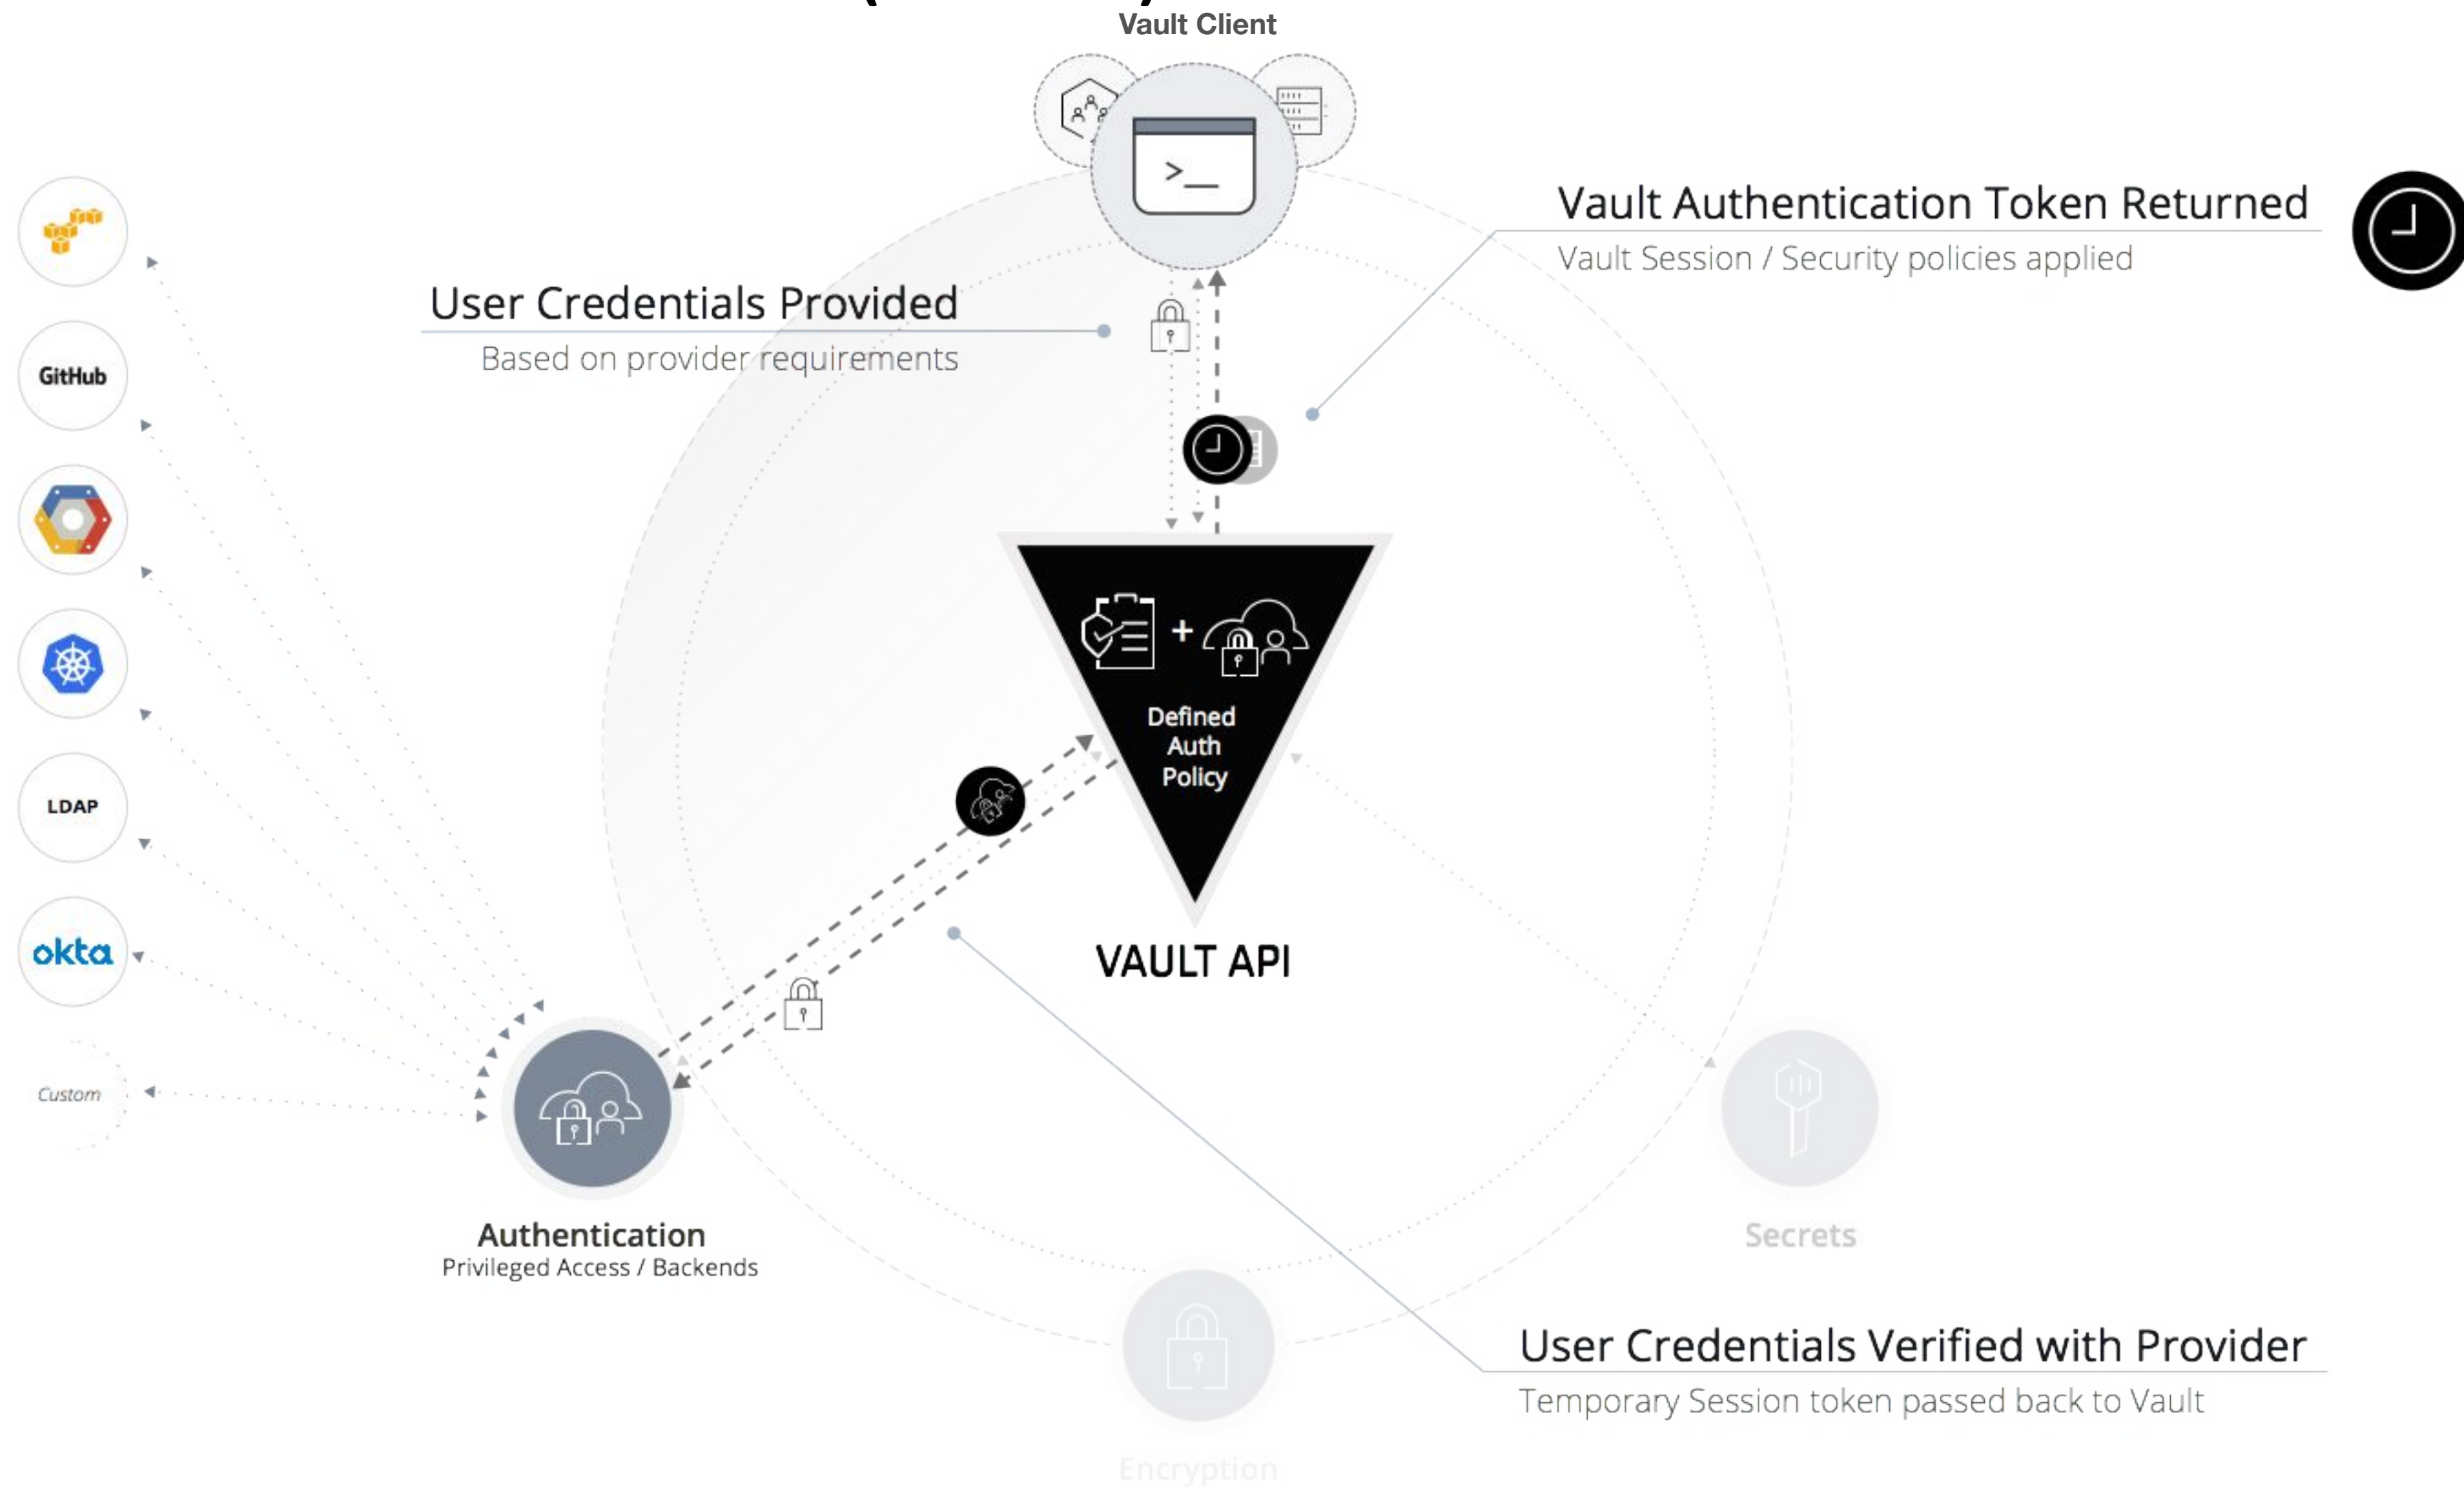 Vault Client
Vault Authentication Token Returned
Vault Session / Security policies applied
User Credentials Provided
Based on provider requirements
GitHub
LDAP
okta
Custom
Defined
Auth
Policy
VAULT API
Authentication
Privileged Access / Backends
Secrets
User Credentials Verified with Provider
Temporary Session token passed back to Vault
Encryption